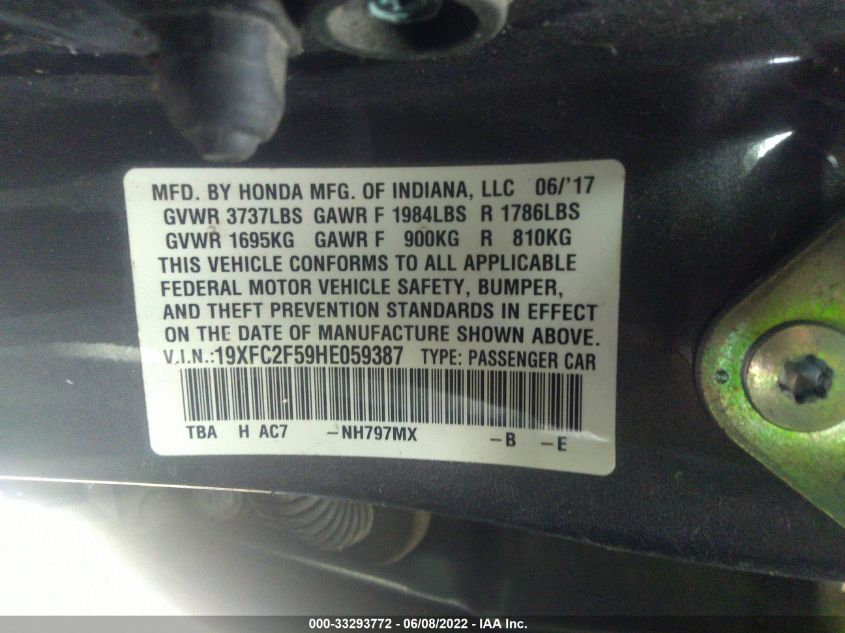 MFD. BY HONDA MFG. OF INDIANA, LLC 06/'17
GVWR 3737LBS GAWR F 1984LBS R 1786LBS
GVWR 1695KG GAWR F 900KG R 810KG
THIS VEHICLE CONFORMS TO ALL APPLICABLE
FEDERAL MOTOR VEHICLE SAFETY, BUMPER,
AND THEFT PREVENTION STANDARDS IN EFFECT
ON THE DATE OF MANUFACTURE SHOWN ABOVE.
V.I.N.:19XFC2F59HE059387 TYPE: PASSENGER CAR
TBA H AC7 -NH797MX -B -E
000-33293772 - 06/08/2022 - IAA Inc.